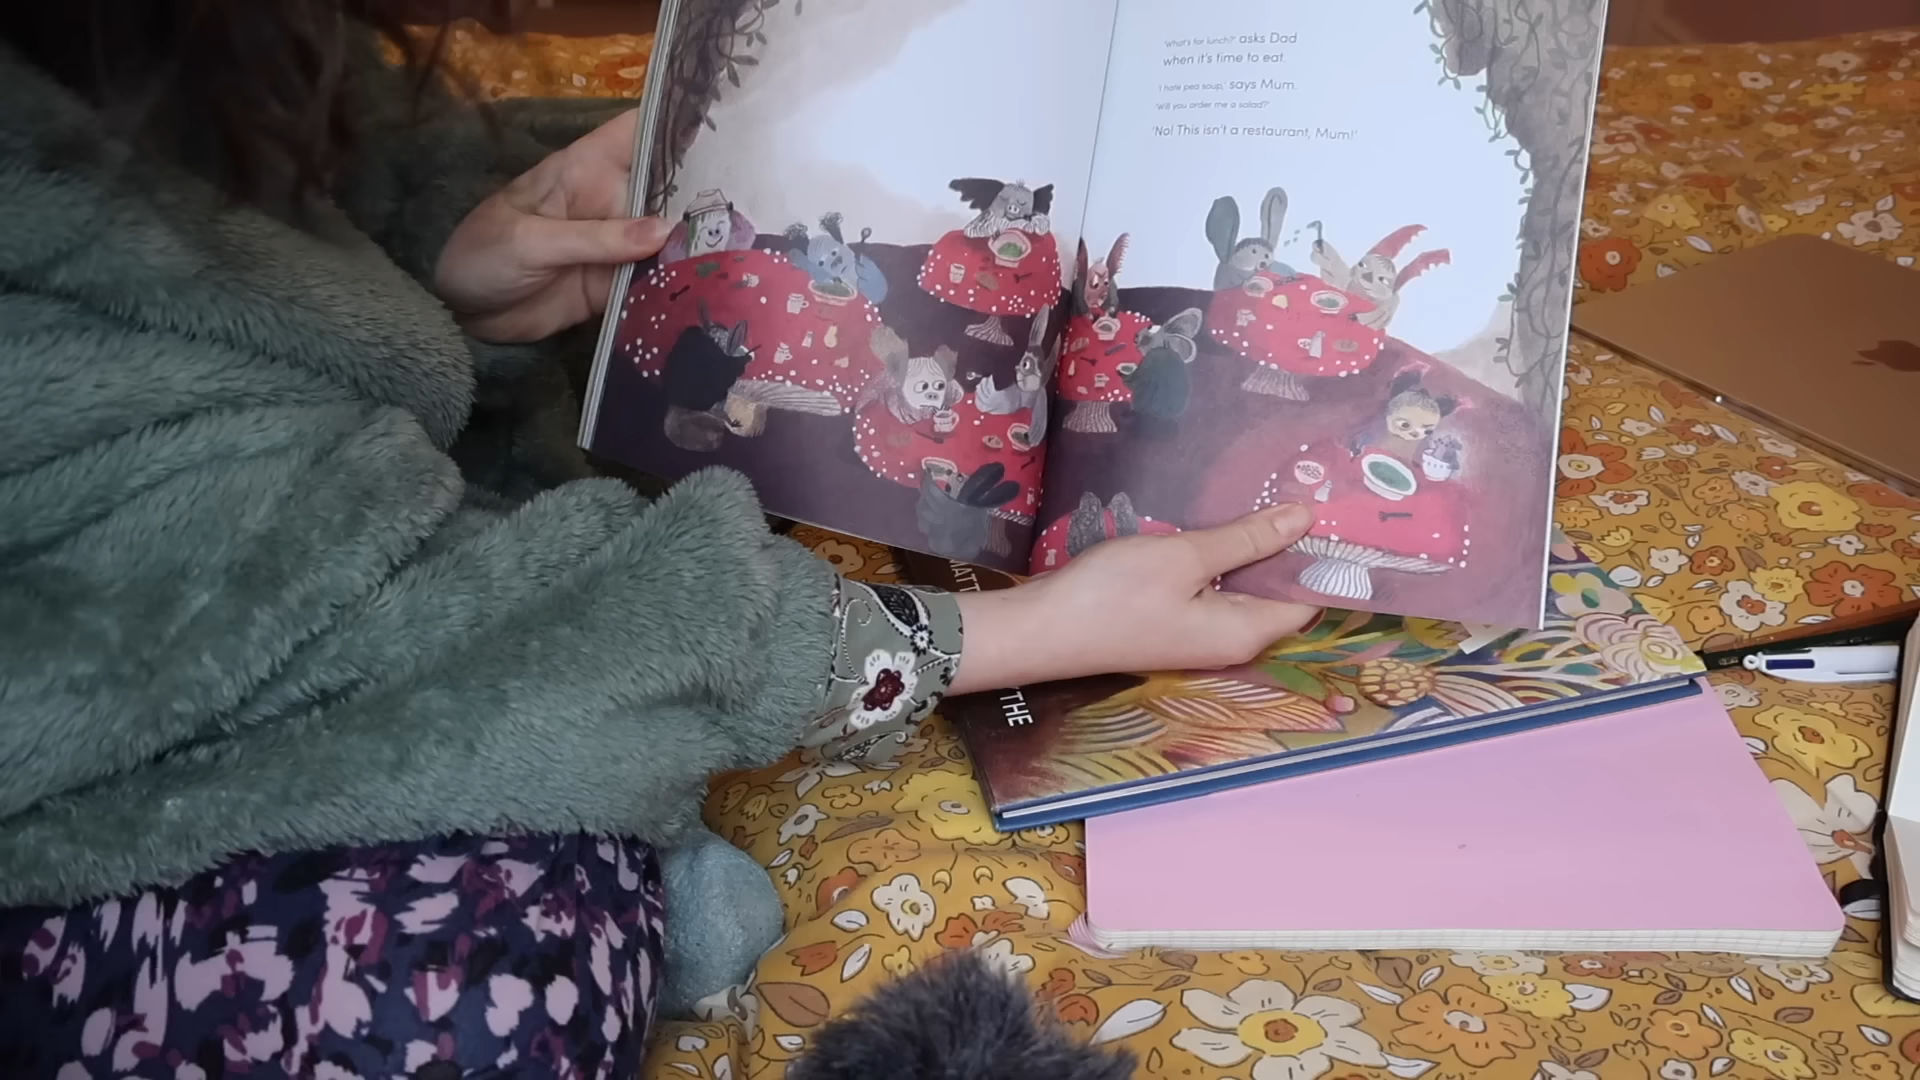 'What's for lunch?' asks Dad
when it's time to eat.
'I hate pea soup,' says Mum.
'Will you order me a salad?'
'No! This isn't a restaurant, Mum!'
MATT
THE